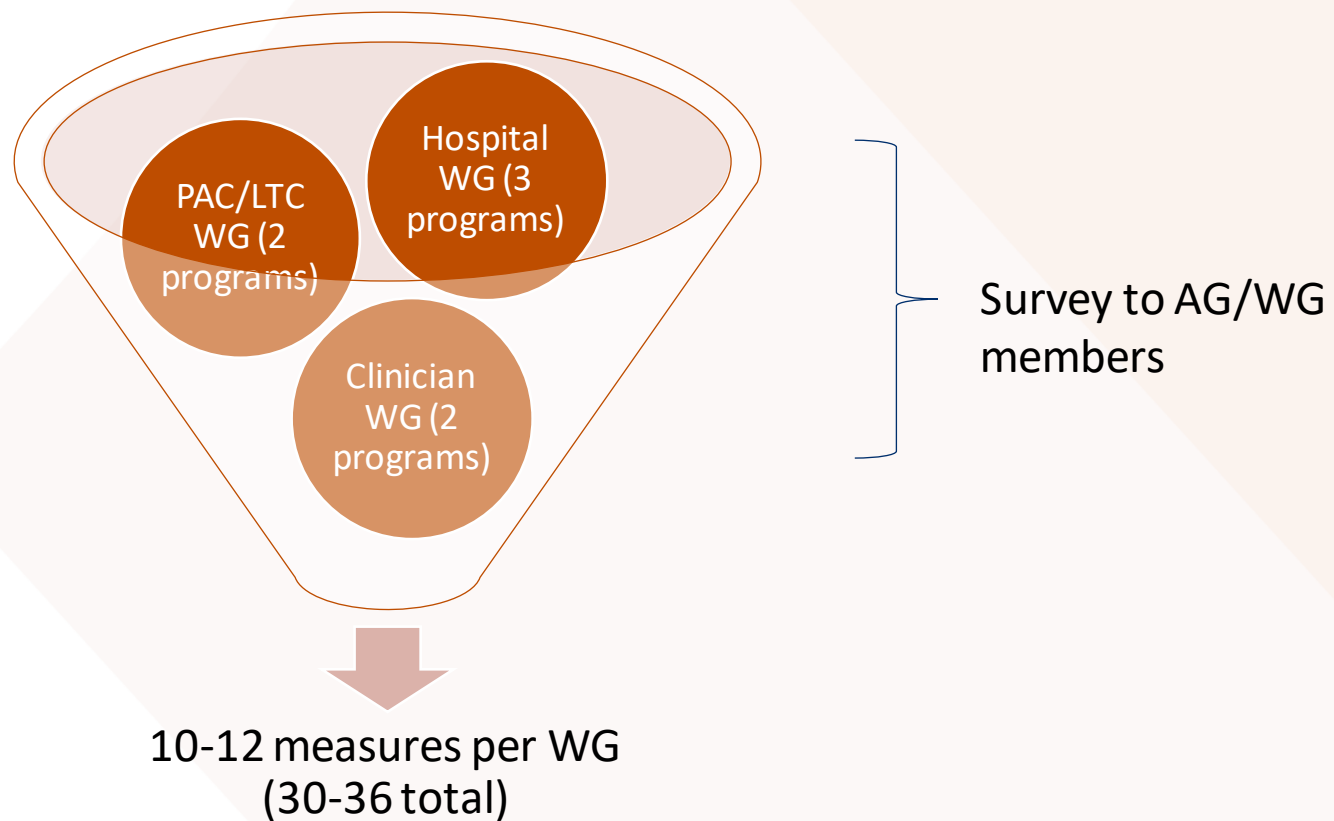 Hospital
WG (3
programs)
PAC/LTC
WG (2
programs)
Clinician
WG (2
programs)
Survey to AG/WG
members
10-12 measures per WG
(30-36 total)